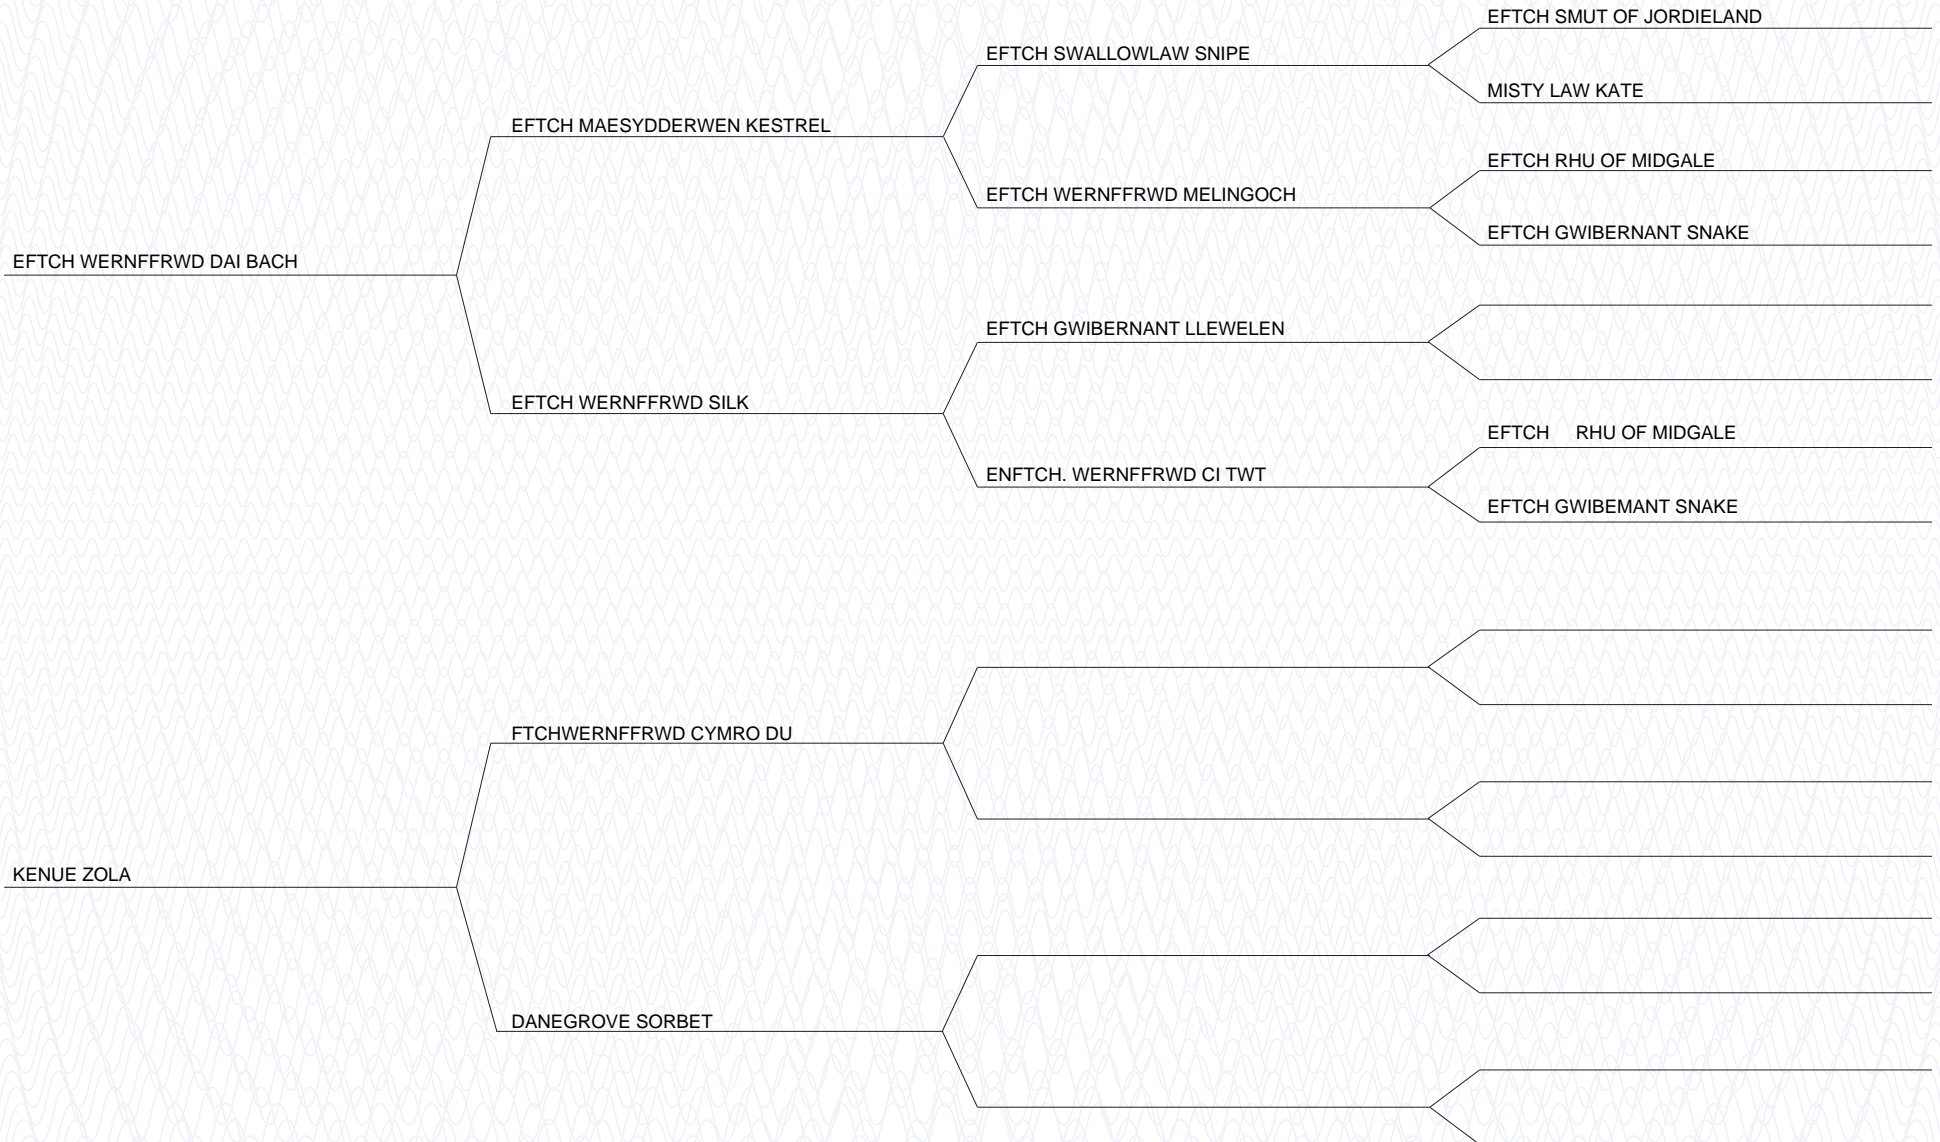 EFTCH SMUT OF JORDIELAND
EFTCH SWALLOWLAW SNIPE
MISTY LAW KATE
EFTCH MAESYDDERWEN KESTREL
EFTCH RHU OF MIDGALE
EFTCH WERNFFRWD MELINGOCH
EFTCH GWIBERNANT SNAKE
EFTCH WERNFFRWD DAI BACH
EFTCH GWIBERNANT LLEWELEN
EFTCH WERNFFRWD SILK
EFTCH RHU OF MIDGALE
ENFTCH. WERNFFRWD CI TWT
EFTCH GWIBEMANT SNAKE
FTCHWERNFFRWD CYMRO DU
KENUE ZOLA
DANEGROVE SORBET